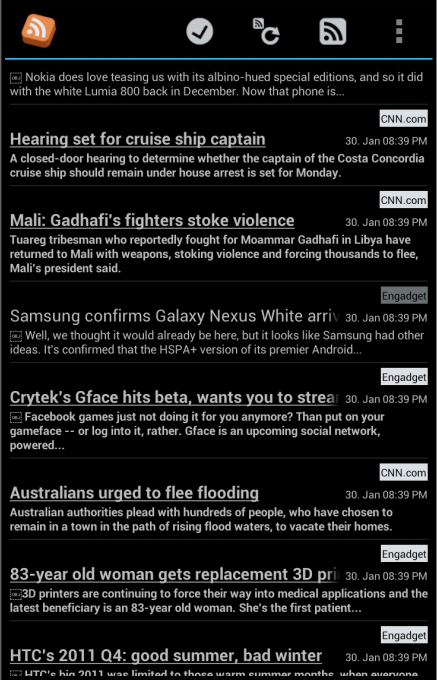 Nokia does love teasing us with its albino-hued special editions, and so it did
with the white Lumia 800 back in December. Now that phone is...
CNN.com
Hearing set for cruise ship captain
30. Jan 08:39 PM
A closed-door hearing to determine whether the captain of the Costa Concordia
cruise ship should remain under house arrest is set for Monday.
CNN.com
Mali: Gadhafi's fighters stoke violence
30. Jan 08:39 PM
Tuareg tribesman who reportedly fought for Moammar Gadhafi in Libya have
returned to Mali with weapons, stoking violence and forcing thousands to flee,
Mali's president said.
Engadget
Samsung confirms Galaxy Nexus White arriv
30. Jan 08:39 PM
Well, we thought it would already be here, but it looks like Samsung had other
ideas. It's confirmed that the HSPA+ version of its premier Android...
Engadget
Crytek's Gface hits beta, wants you to strea
30. Jan 08:39 PM
Facebook games just not doing it for you anymore? Than put on your
gameface -- or log into it, rather. Gface is an upcoming social network,
powered...
CNN.com
Australians urged to flee flooding
30. Jan 08:39 PM
Australian authorities plead with hundreds of people, who have chosen to
remain in a town in the path of rising flood waters, to vacate their homes.
Engadget
83-year old woman gets replacement 3D pri
30. Jan 08:39 PM
3D printers are continuing to force their way into medical applications and the
latest beneficiary is an 83-year old woman. She's the first patient...
Engadget
HTC's 2011 Q4: good summer, bad winter
30. Jan 08:39 PM
HTC's big 2011 was limited to those warm summer months, when everyone